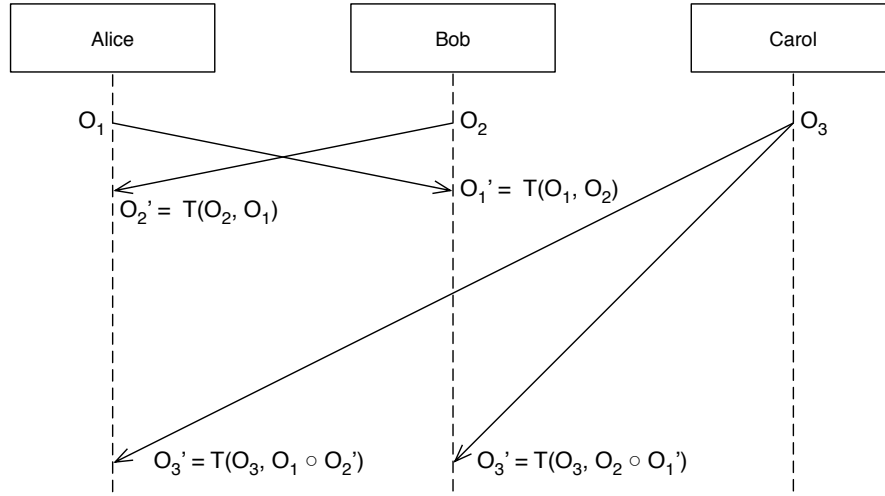 Alice Bob Carol
O₁ O₂ O₃
O₂’ = T(O₂, O₁) O₁’ = T(O₁, O₂)
O₃’ = T(O₃, O₁ ○ O₂’) O₃’ = T(O₃, O₂ ○ O₁’)